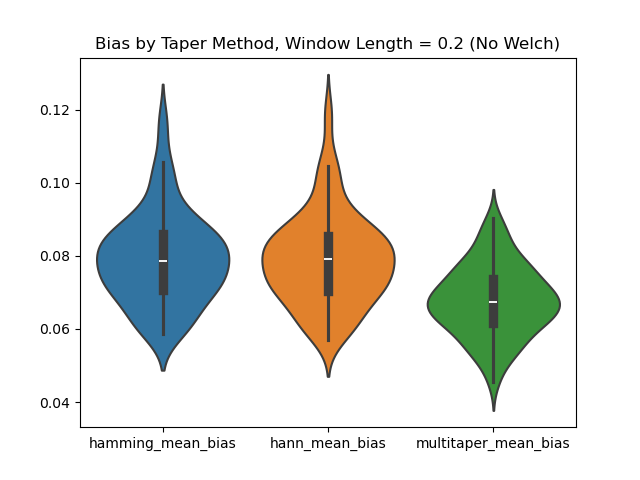 Bias by Taper Method, Window Length = 0.2 (No Welch)
0.12
0.10
0.08
0.06
0.04
hamming_mean_bias
hann_mean_bias
multitaper_mean_bias